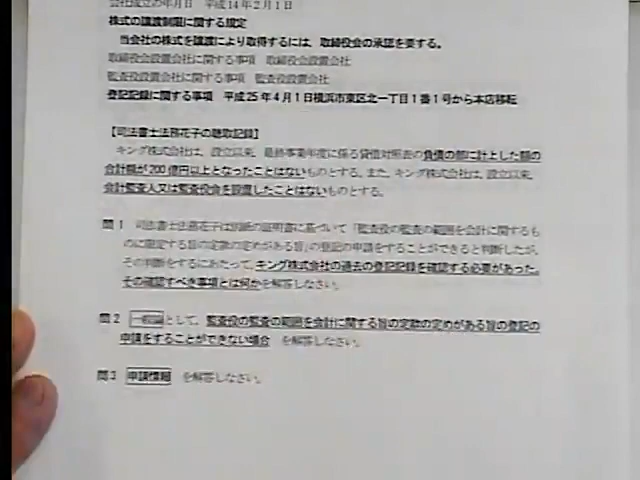 会社成立の年月日　平成14年2月1日
株式の譲渡制限に関する規定
当会社の株式を譲渡により取得するには、取締役会の承認を要する。
取締役会設置会社に関する事項　取締役会設置会社
監査役設置会社に関する事項　監査役設置会社
登記記録に関する事項　平成25年4月1日横浜市東区北一丁目1番1号から本店移転
【司法書士法務花子の聴取記録】
キング株式会社は、設立以来、最終事業年度に係る貸借対照表の負債の部に計上した額の
合計額が200億円以上となったことはないものとする。また、キング株式会社は、設立以来、
会計監査人又は監査役会を設置したことはないものとする。
問1　司法書士法務花子は別紙の証明書に基づいて「監査役の監査の範囲を会計に関するも
のに限定する旨の定款の定めがある旨」の登記の申請をすることができると判断したが、
その判断をするにあたって、キング株式会社の過去の登記記録を確認する必要があった。
その確認すべき事項とは何かを解答しなさい。
問2　一般論として、監査役の監査の範囲を会計に関する旨の定款の定めがある旨の登記の
申請をすることができない場合　を解答しなさい。
問3　申請情報　を解答しなさい。